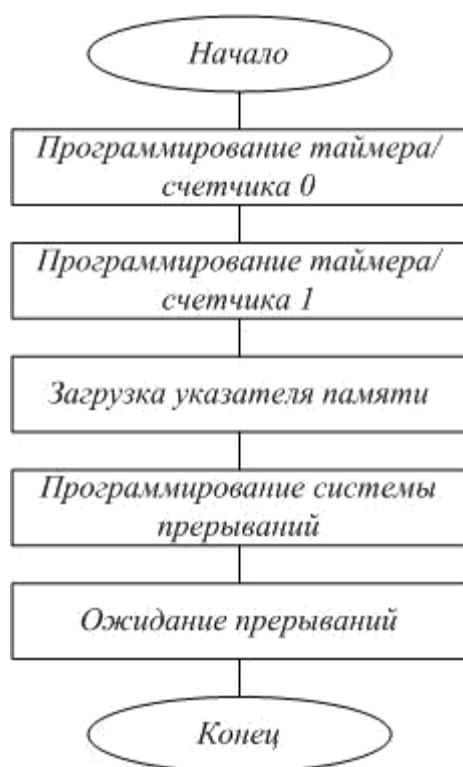 Начало
Программирование таймера/
счетчика 0
Программирование таймера/
счетчика 1
Загрузка указателя памяти
Программирование системы
прерываний
Ожидание прерываний
Конец